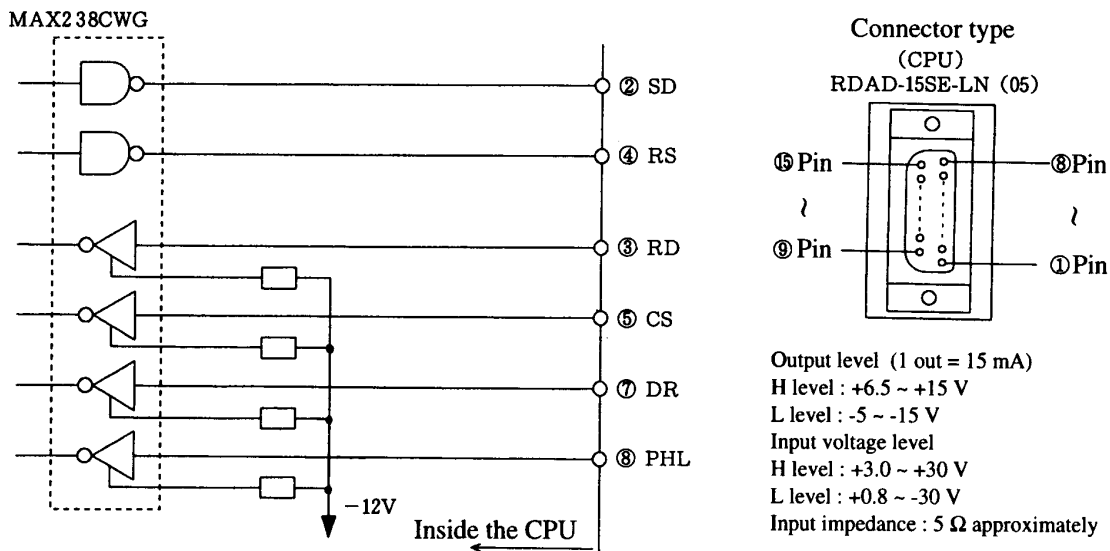 MAX238CWG
② SD
④ RS
③ RD
⑤ CS
⑦ DR
⑧ PHL
−12V
Inside the CPU
Connector type
(CPU)
RDAD-15SE-LN (05)
⑮ Pin
⑧Pin
~
~
⑨ Pin
①Pin
Output level (1 out = 15 mA)
H level : +6.5 ~ +15 V
L level : -5 ~ -15 V
Input voltage level
H level : +3.0 ~ +30 V
L level : +0.8 ~ -30 V
Input impedance : 5 Ω approximately